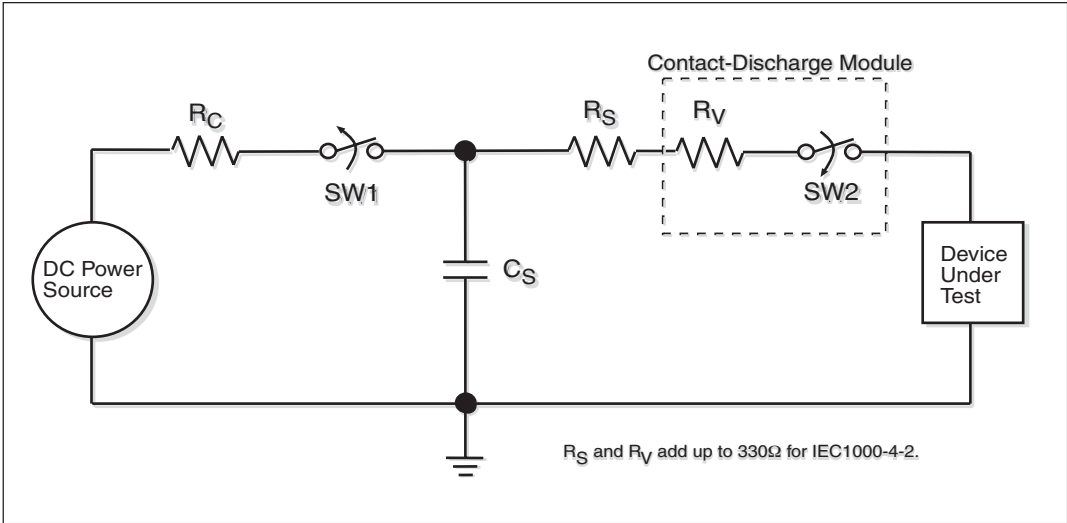 Contact-Discharge Module
RC
RS
RV
SW1
SW2
DC Power
Source
CS
Device
Under
Test
RS and RV add up to 330Ω for IEC1000-4-2.